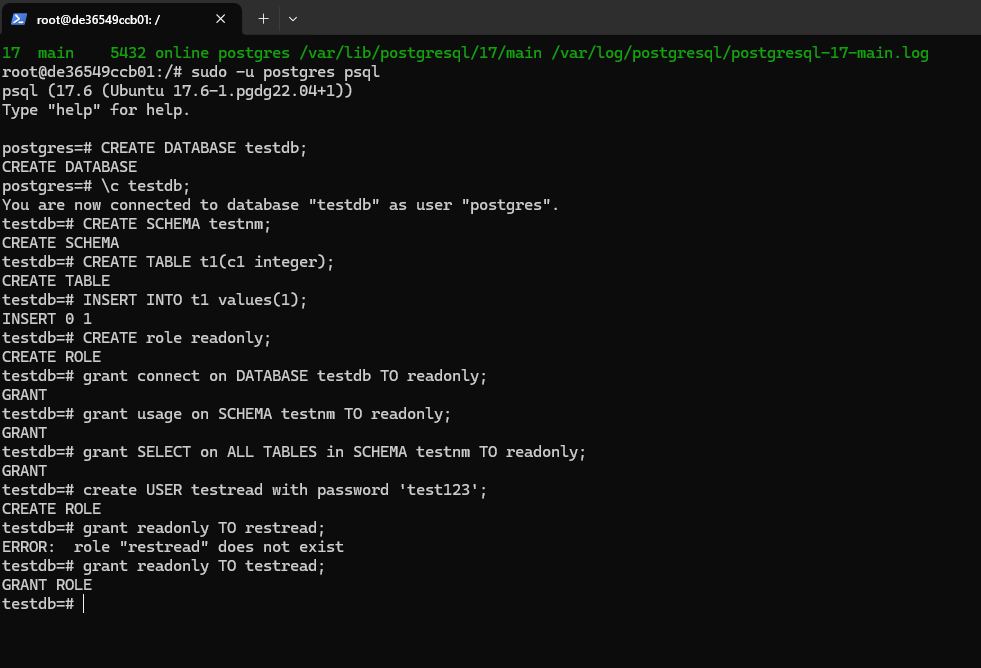 root@de36549ccb01: /
17  main    5432 online postgres /var/lib/postgresql/17/main /var/log/postgresql/postgresql-17-main.log
root@de36549ccb01:/# sudo -u postgres psql
psql (17.6 (Ubuntu 17.6-1.pgdg22.04+1))
Type "help" for help.

postgres=# CREATE DATABASE testdb;
CREATE DATABASE
postgres=# \c testdb;
You are now connected to database "testdb" as user "postgres".
testdb=# CREATE SCHEMA testnm;
CREATE SCHEMA
testdb=# CREATE TABLE t1(c1 integer);
CREATE TABLE
testdb=# INSERT INTO t1 values(1);
INSERT 0 1
testdb=# CREATE role readonly;
CREATE ROLE
testdb=# grant connect on DATABASE testdb TO readonly;
GRANT
testdb=# grant usage on SCHEMA testnm TO readonly;
GRANT
testdb=# grant SELECT on ALL TABLES in SCHEMA testnm TO readonly;
GRANT
testdb=# create USER testread with password 'test123';
CREATE ROLE
testdb=# grant readonly TO restread;
ERROR:  role "restread" does not exist
testdb=# grant readonly TO testread;
GRANT ROLE
testdb=#